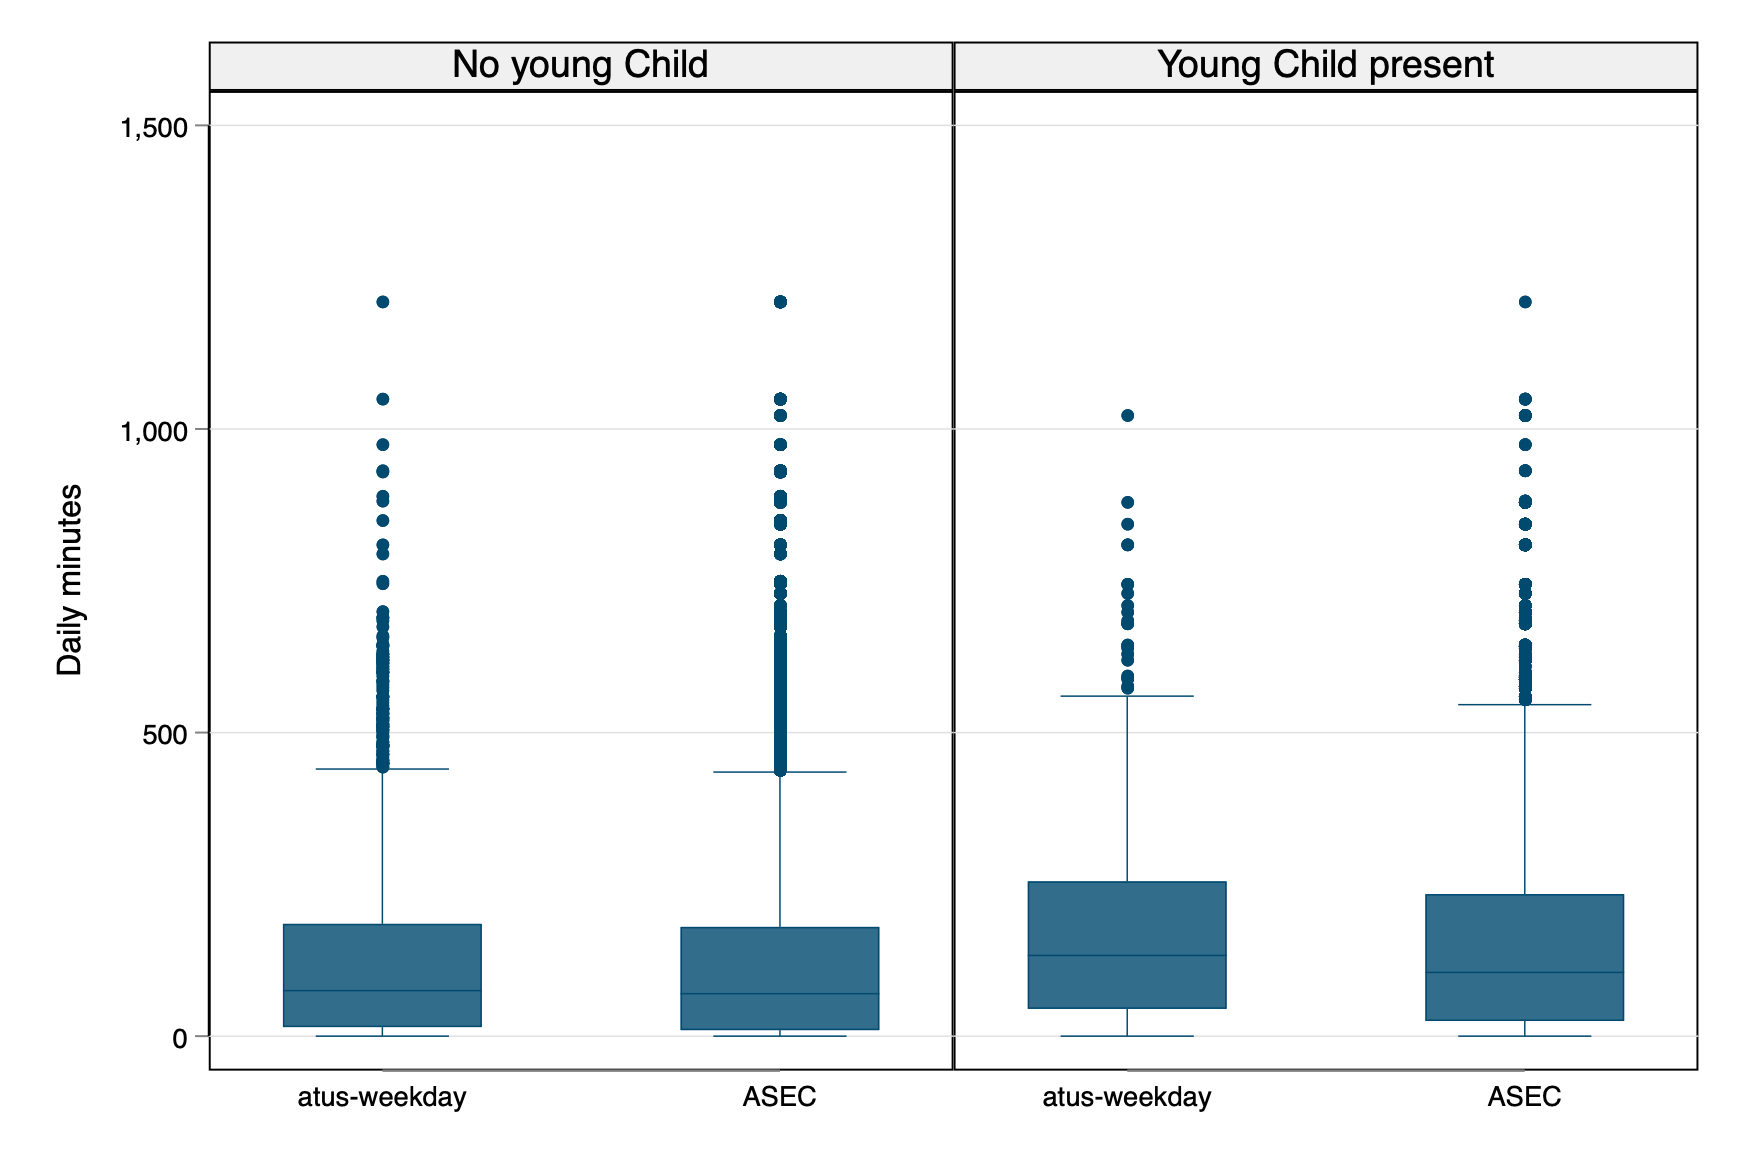 No young Child
Young Child present
1,500
1,000
500
0
Daily minutes
atus-weekday
ASEC
atus-weekday
ASEC